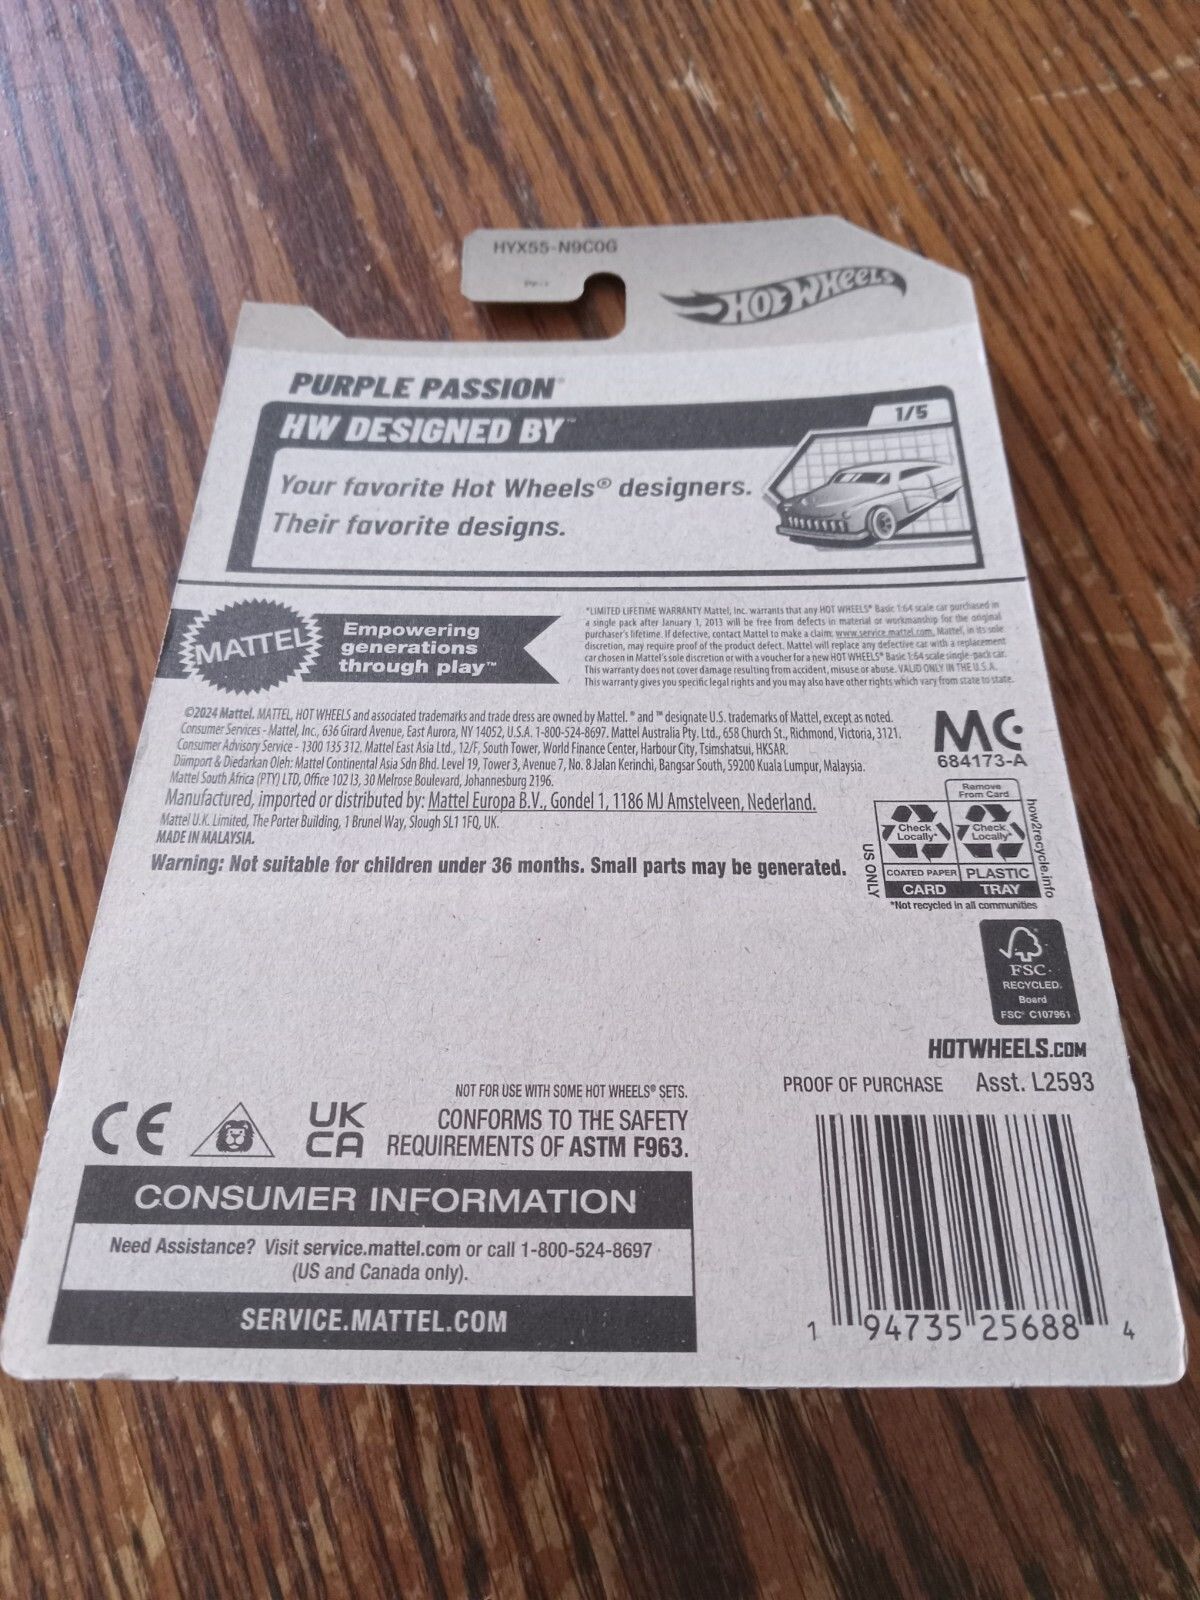 HYX55-N9C0G
HOT WHEELS
PURPLE PASSION®
HW DESIGNED BY™
1/5
Your favorite Hot Wheels® designers.
Their favorite designs.
MATTEL
Empowering
generations
through play™
*LIMITED LIFETIME WARRANTY Mattel, Inc. warrants that any HOT WHEELS® Basic 1:64 scale car purchased in
a single pack after January 1, 2013 will be free from defects in material or workmanship for the original
purchaser's lifetime. If defective, contact Mattel to make a claim: www.service.mattel.com. Mattel, in its sole
discretion, may require proof of the product defect. Mattel will replace any defective car with a replacement
car chosen in Mattel's sole discretion or with a voucher for a new HOT WHEELS® Basic 1:64 scale single-pack car.
This warranty does not cover damage resulting from accident, misuse or abuse. VALID ONLY IN THE U.S.A.
This warranty gives you specific legal rights and you may also have other rights which vary from state to state.
©2024 Mattel. MATTEL, HOT WHEELS and associated trademarks and trade dress are owned by Mattel. ® and ™ designate U.S. trademarks of Mattel, except as noted.
Consumer Services - Mattel, Inc., 636 Girard Avenue, East Aurora, NY 14052, U.S.A. 1-800-524-8697. Mattel Australia Pty. Ltd., 658 Church St., Richmond, Victoria, 3121.
Consumer Advisory Service - 1300 135 312. Mattel East Asia Ltd., 12/F, South Tower, World Finance Center, Harbour City, Tsimshatsui, HKSAR.
Diimport & Diedarkan Oleh: Mattel Continental Asia Sdn Bhd. Level 19, Tower 3, Avenue 7, No. 8 Jalan Kerinchi, Bangsar South, 59200 Kuala Lumpur, Malaysia.
Mattel South Africa (PTY) LTD, Office 102 I3, 30 Melrose Boulevard, Johannesburg 2196.
Manufactured, imported or distributed by: Mattel Europa B.V., Gondel 1, 1186 MJ Amstelveen, Nederland.
Mattel U.K. Limited, The Porter Building, 1 Brunel Way, Slough SL1 1FQ, UK.
MADE IN MALAYSIA.
Warning: Not suitable for children under 36 months. Small parts may be generated.
MC
684173-A
Remove
From Card
Check
Locally*
Check
Locally*
COATED PAPER
PLASTIC
CARD
TRAY
US ONLY
how2recycle.info
*Not recycled in all communities
FSC
RECYCLED
Board
FSC® C107961
HOTWHEELS.COM
PROOF OF PURCHASE
Asst. L2593
NOT FOR USE WITH SOME HOT WHEELS® SETS.
CE
UK
CA
CONFORMS TO THE SAFETY
REQUIREMENTS OF ASTM F963.
CONSUMER INFORMATION
Need Assistance? Visit service.mattel.com or call 1-800-524-8697
(US and Canada only).
SERVICE.MATTEL.COM
1 94735 25688 4